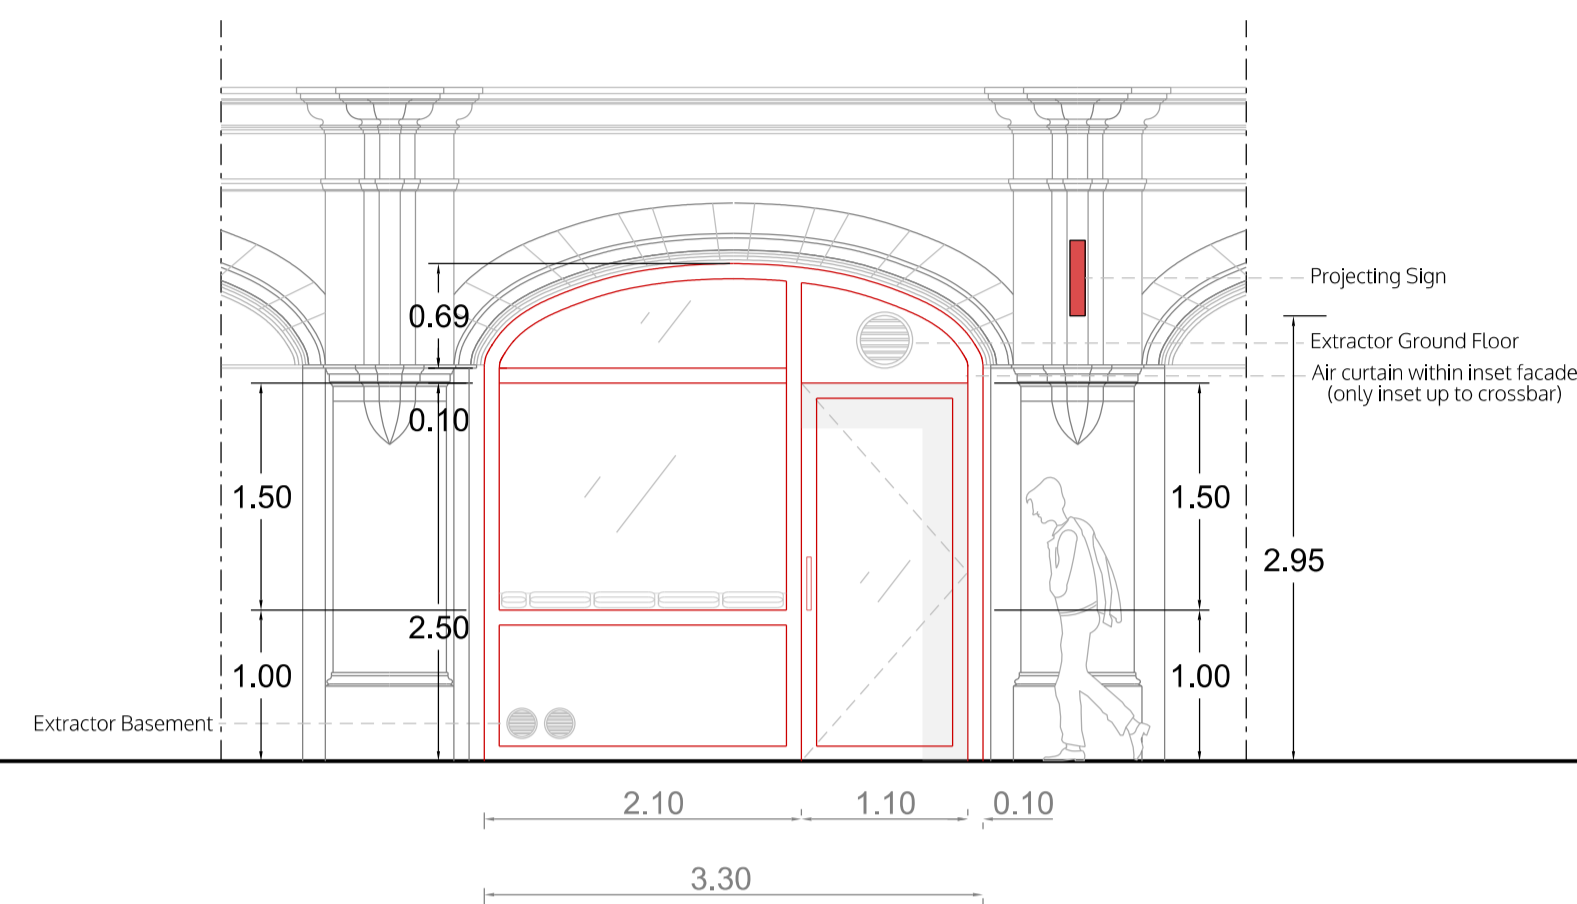 Projecting Sign
0.69
Extractor Ground Floor
Air curtain within inset facade
(only inset up to crossbar)
0.10
1.50
1.50
2.95
2.50
1.00
1.00
Extractor Basement
2.10
1.10
0.10
3.30